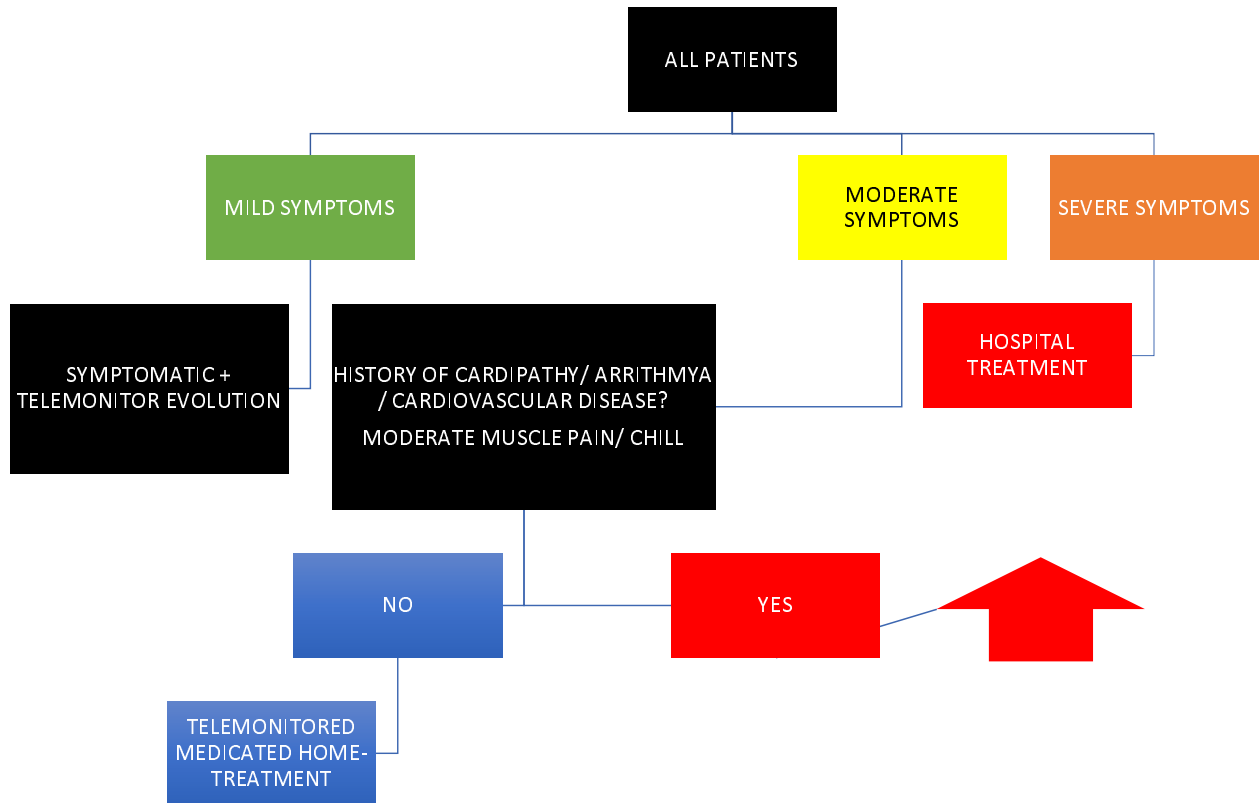 ALL PATIENTS
MILD SYMPTOMS
MODERATE
SYMPTOMS
SEVERE SYMPTOMS
SYMPTOMATIC +
TELEMONITOR EVOLUTION
HISTORY OF CARDIPATHY/ ARRITHMYA
/ CARDIOVASCULAR DISEASE?
MODERATE MUSCLE PAIN/ CHILL
HOSPITAL
TREATMENT
NO
YES
TELEMONITORED
MEDICATED HOME-
TREATMENT